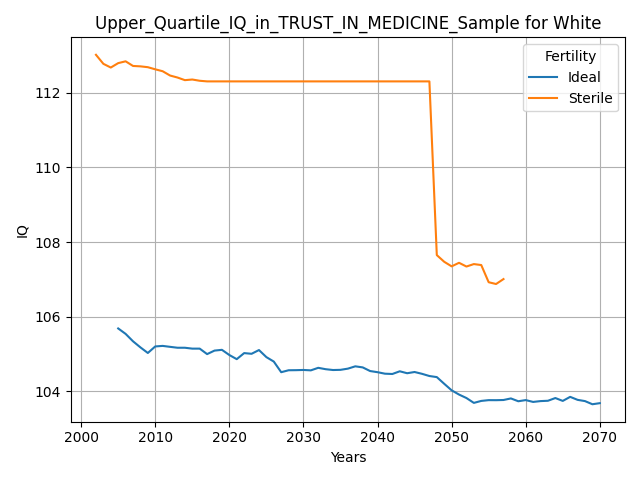 Upper_Quartile_IQ_in_TRUST_IN_MEDICINE_Sample for White
Fertility
Ideal
Sterile
IQ
112
110
108
106
104
2000 2010 2020 2030 2040 2050 2060 2070
Years